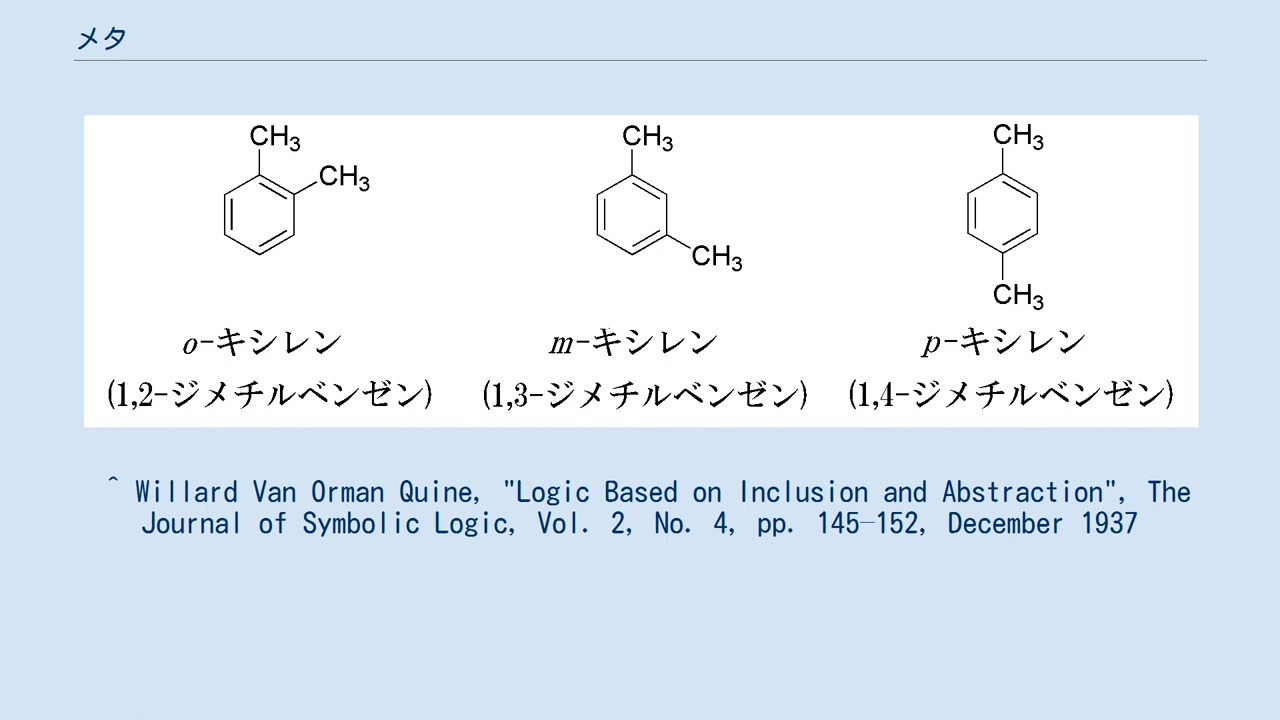 メタ
CH3
CH3
CH3
CH3
CH3
CH3
o-キシレン
m-キシレン
p-キシレン
(1,2-ジメチルベンゼン)
(1,3-ジメチルベンゼン)
(1,4-ジメチルベンゼン)
^ Willard Van Orman Quine, "Logic Based on Inclusion and Abstraction", The
Journal of Symbolic Logic, Vol. 2, No. 4, pp. 145–152, December 1937